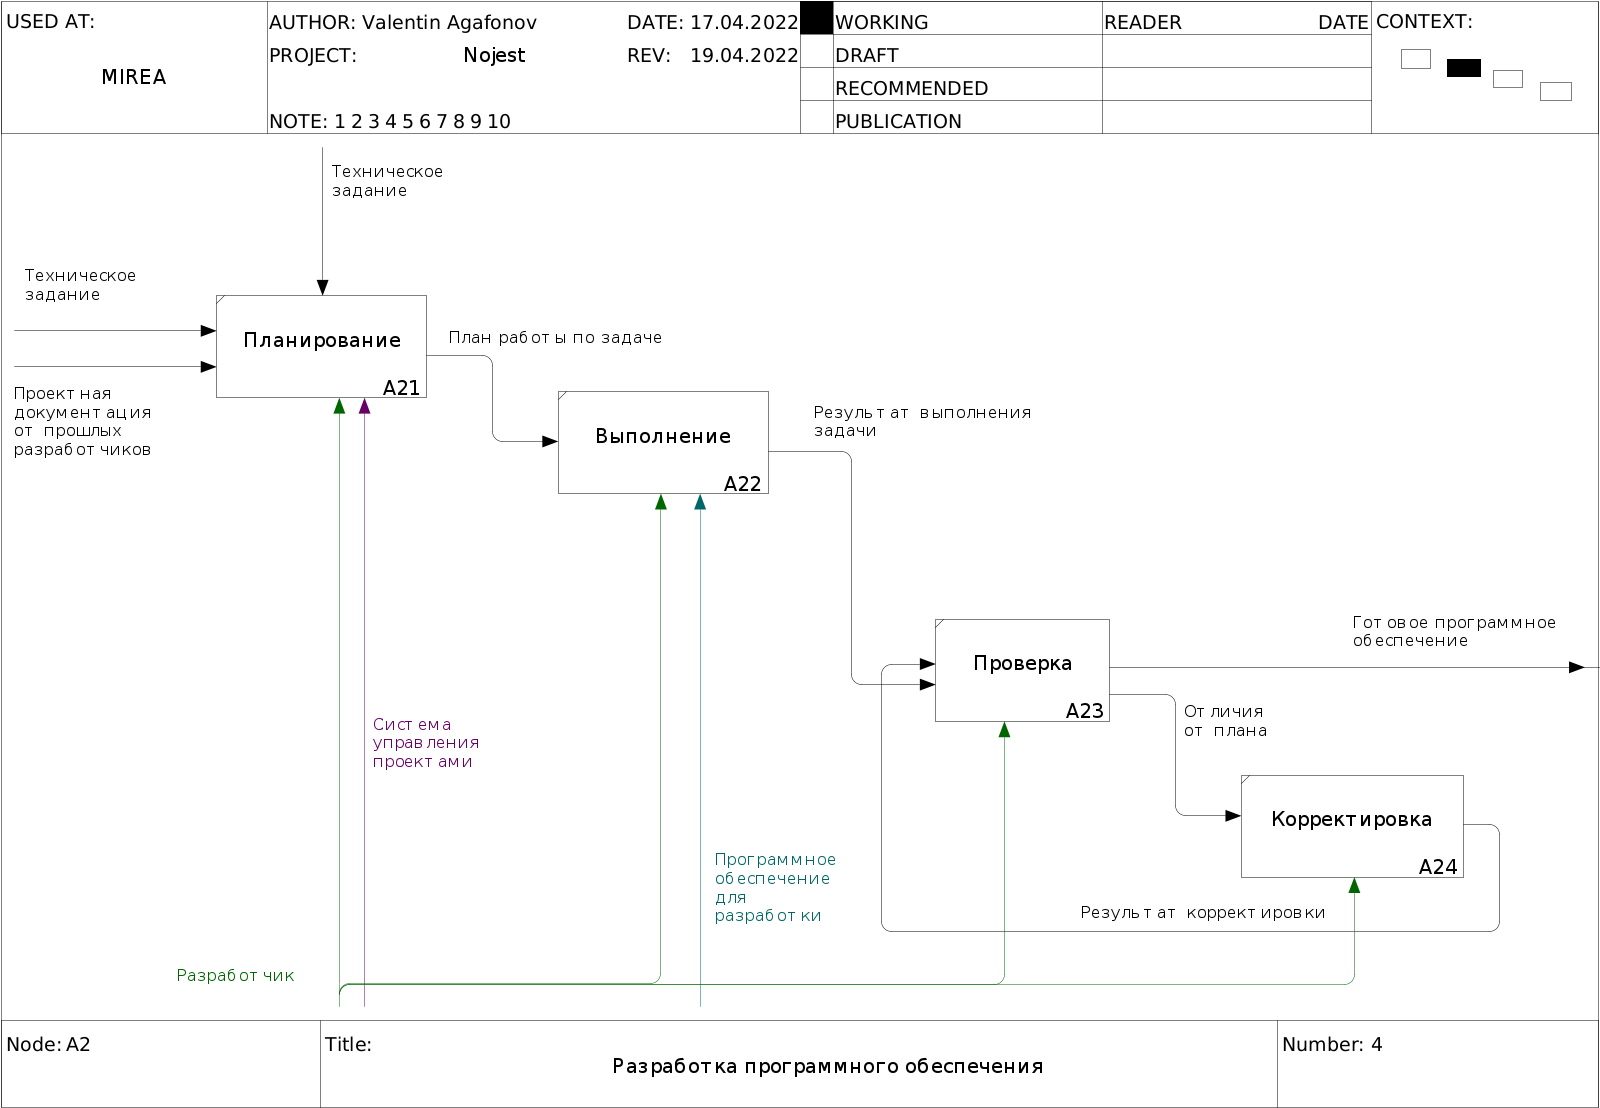 USED AT:
MIREA
AUTHOR: Valentin Agafonov
DATE: 17.04.2022
PROJECT:
Nojest
REV: 19.04.2022
NOTE: 1 2 3 4 5 6 7 8 9 10
WORKING
DRAFT
RECOMMENDED
PUBLICATION
READER
DATE
CONTEXT:
Техническое
задание
Техническое
задание
Планирование
A21
План работы по задаче
Проектная
документация
от прошлых
разработчиков
Выполнение
A22
Результат выполнения
задачи
Проверка
A23
Готовое программное
обеспечение
Отличия
от плана
Система
управления
проектами
Корректировка
A24
Программное
обеспечение
для
разработки
Результат корректировки
Разработчик
Node: A2
Title:
Разработка программного обеспечения
Number: 4